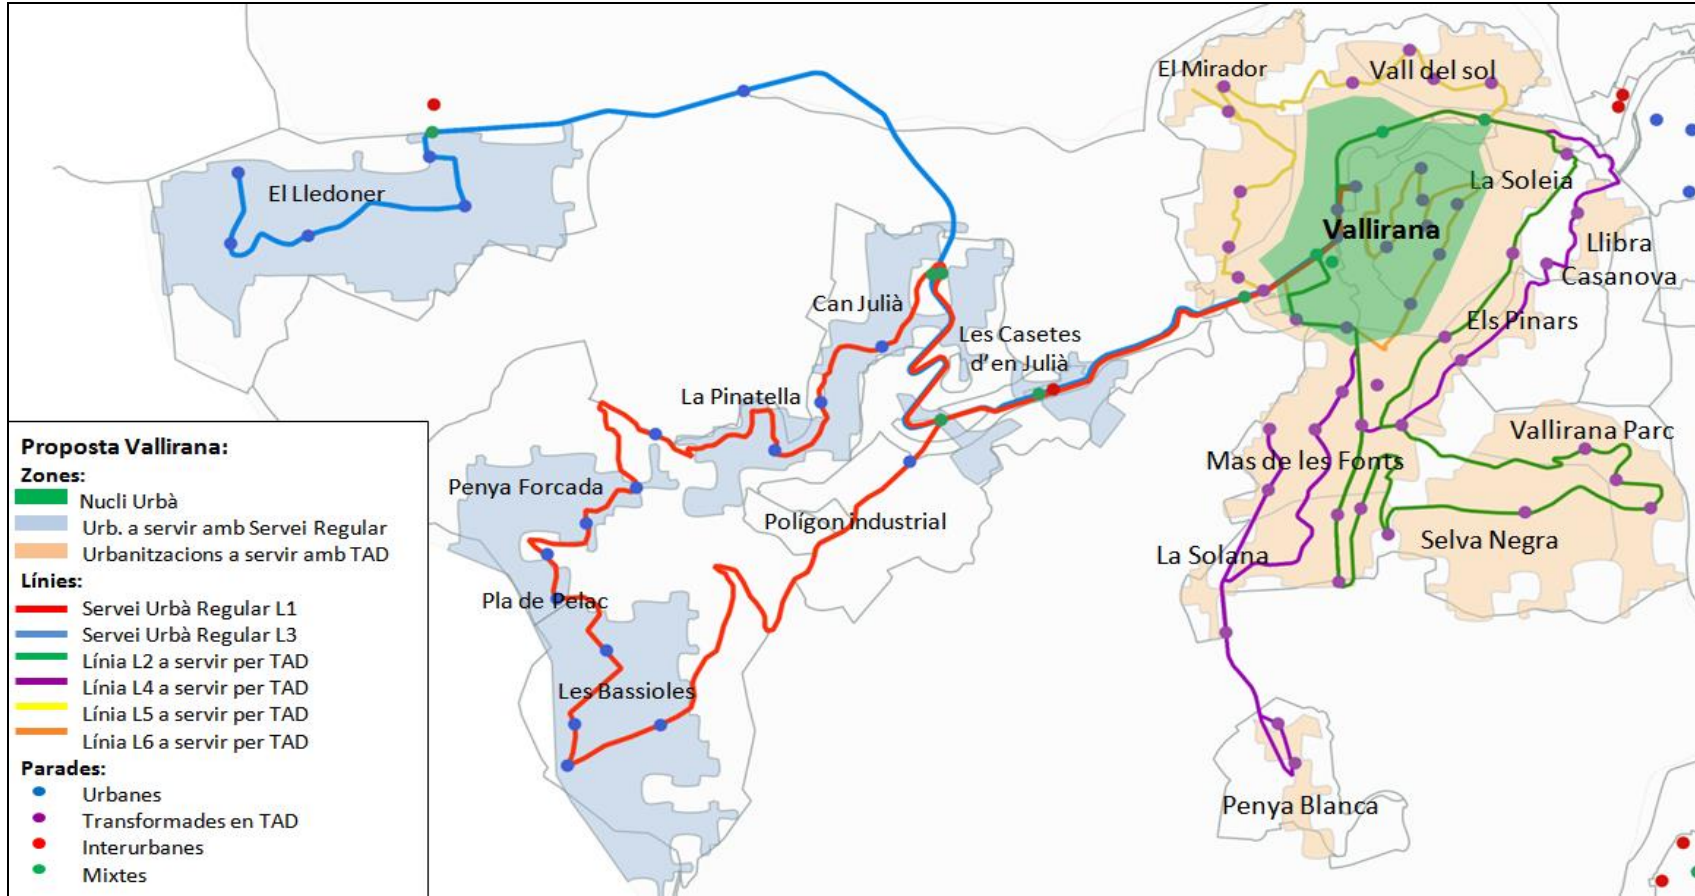 El Mirador
Vall del sol
El Lledoner
La Soleia
Vallirana
Llibra
Casanova
Can Julià
Les Casetes
d'en Julià
Els Pinars
La Pinatella
Vallirana Parc
Penya Forcada
Mas de les Fonts
Polígon industrial
Selva Negra
La Solana
Pla de Pelac
Les Bassioles
Penya Blanca
Proposta Vallirana:
Zones:
Nucli Urbà
Urb. a servir amb Servei Regular
Urbanitzacions a servir amb TAD
Línies:
Servei Urbà Regular L1
Servei Urbà Regular L3
Línia L2 a servir per TAD
Línia L4 a servir per TAD
Línia L5 a servir per TAD
Línia L6 a servir per TAD
Parades:
Urbanes
Transformades en TAD
Interurbanes
Mixtes